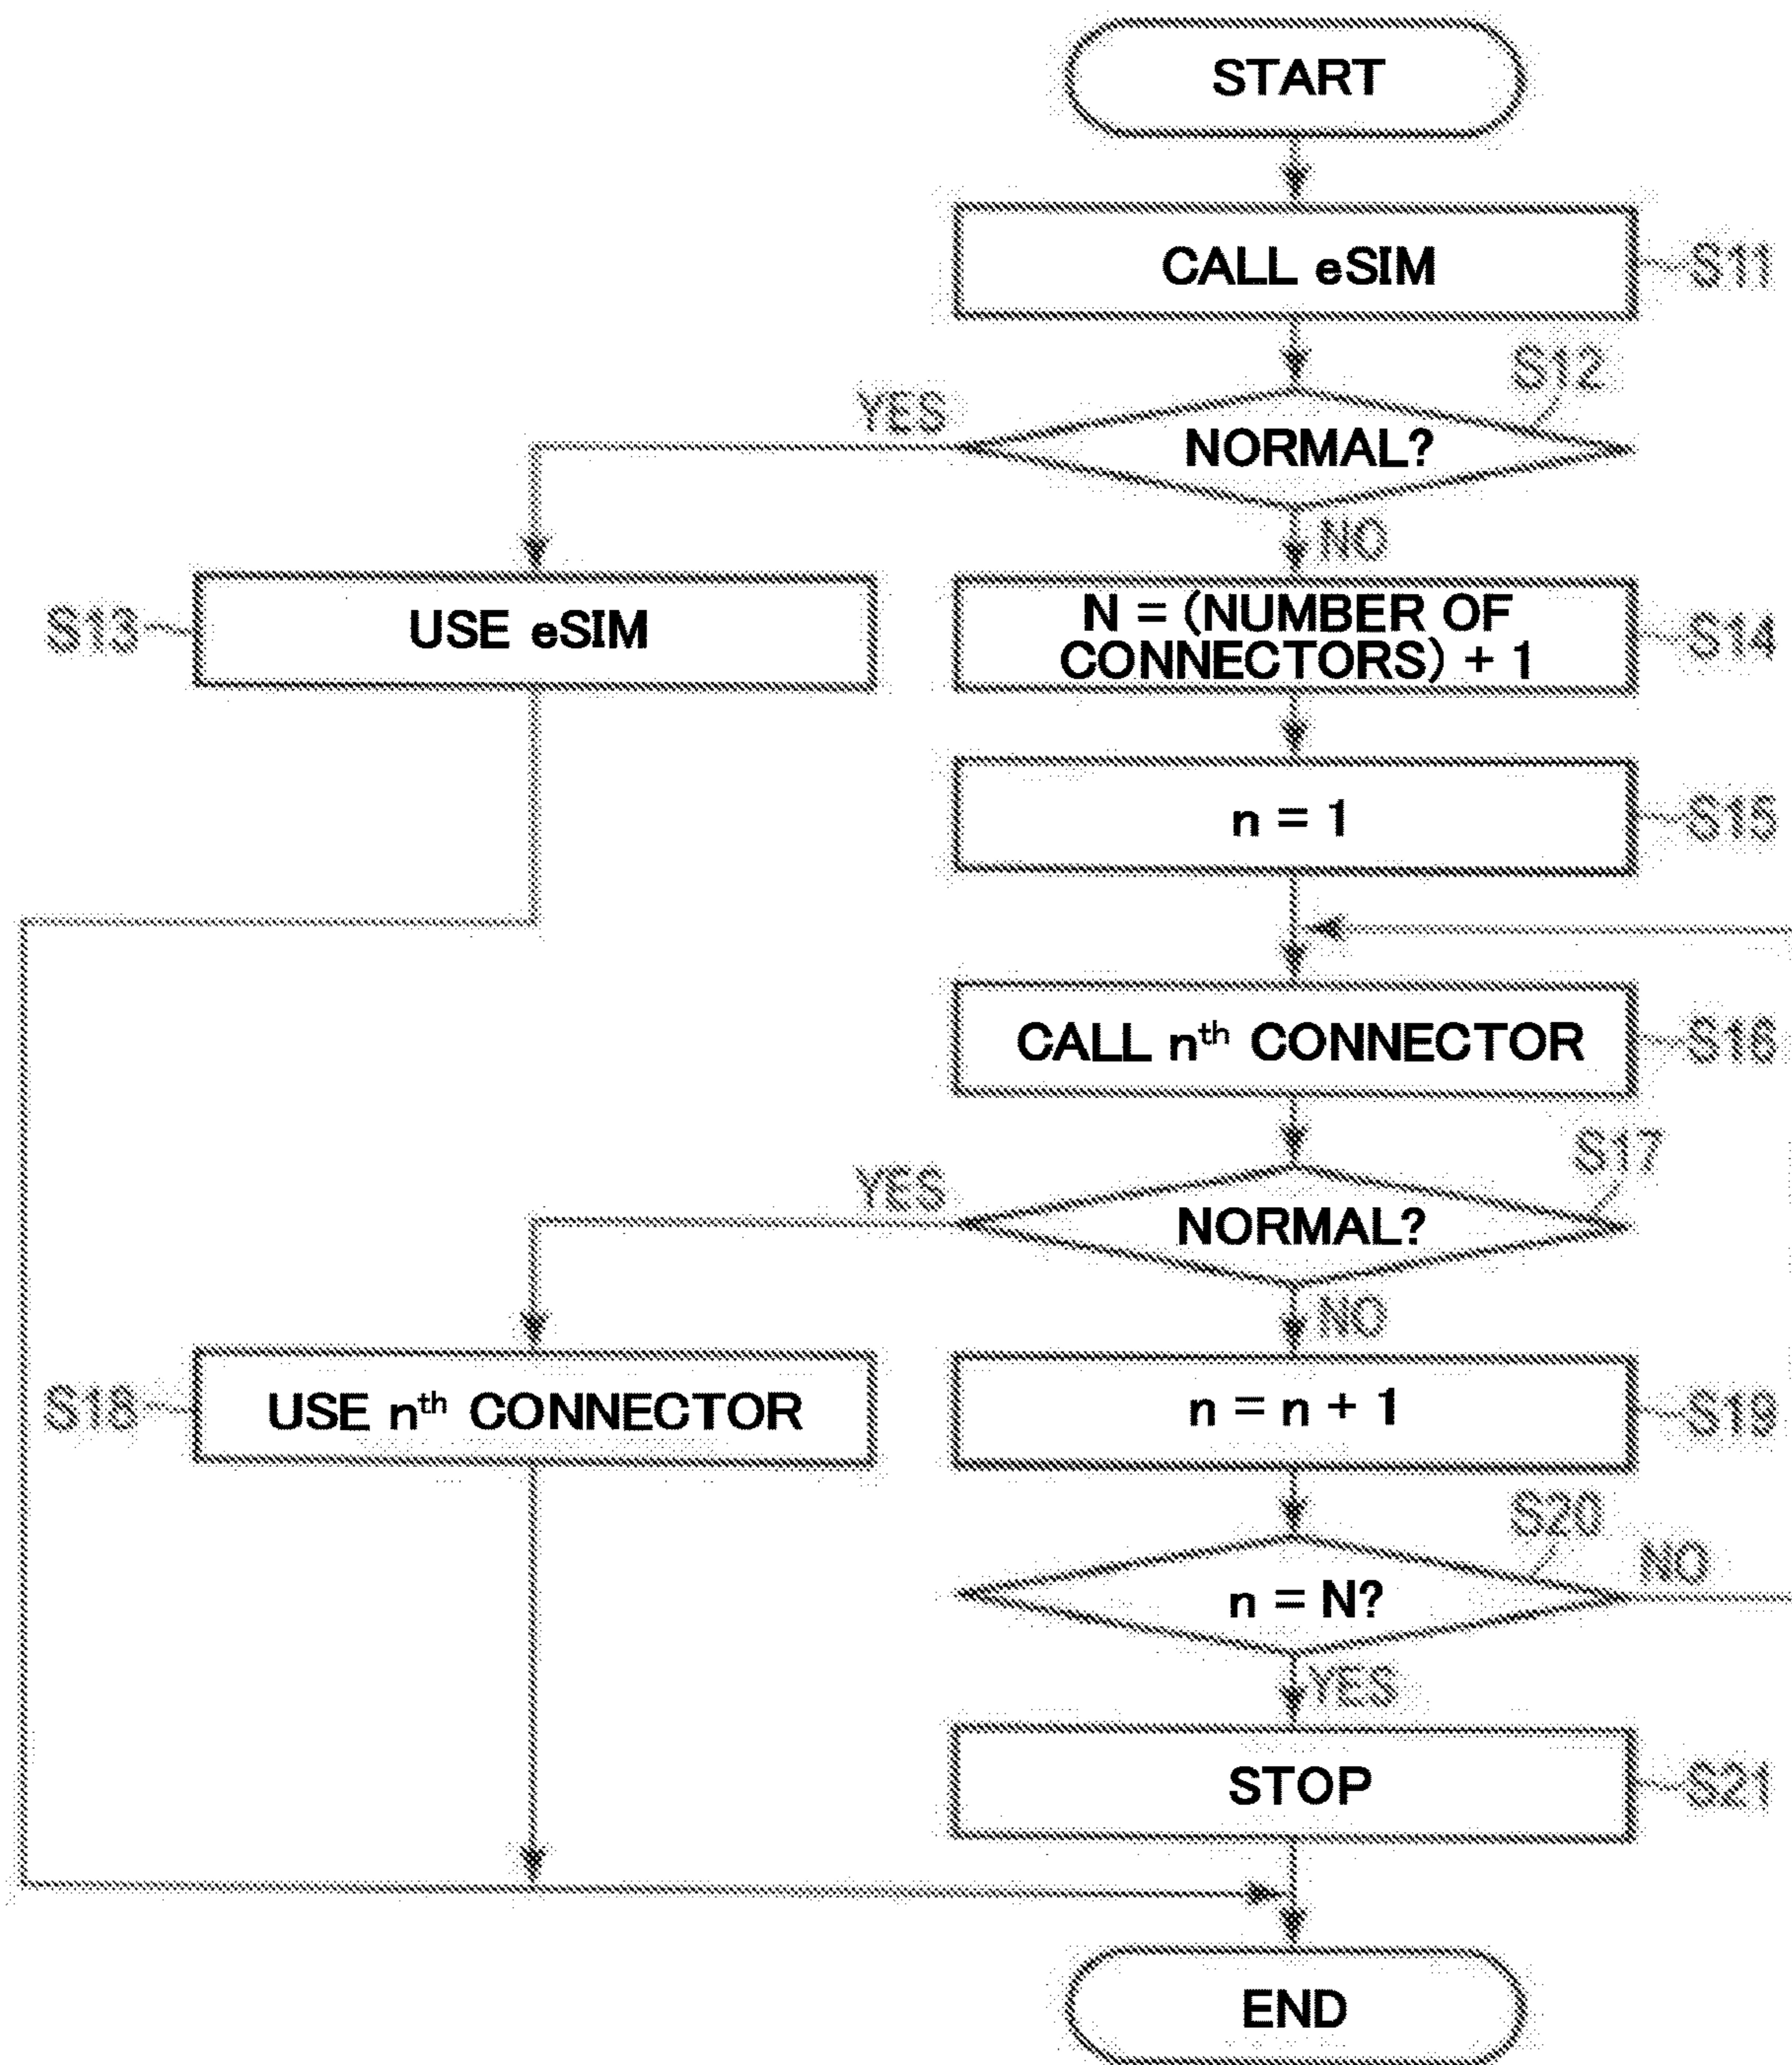 START
CALL eSIM
S11
S12
YES
NORMAL?
NO
S13
USE eSIM
N = (NUMBER OF
CONNECTORS) + 1
S14
n = 1
S15
CALL nth CONNECTOR
S16
S17
YES
NORMAL?
NO
S18
USE nth CONNECTOR
n = n + 1
S19
S20
NO
n = N?
YES
STOP
S21
END